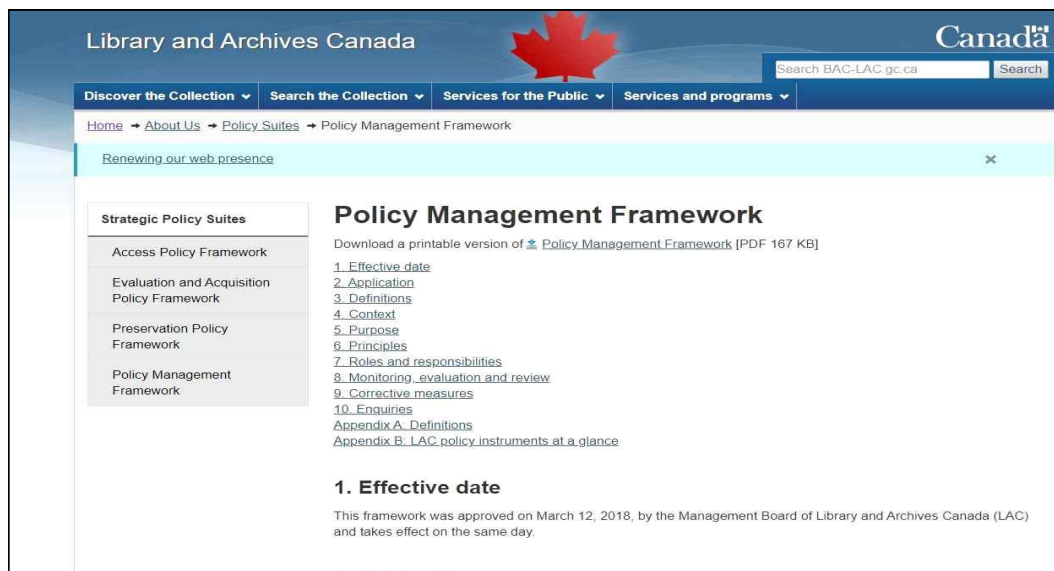 Library and Archives Canada
Canada
Search BAC-LAC.gc.ca
Search
Discover the Collection
Search the Collection
Services for the Public
Services and programs
Home → About Us → Policy Suites → Policy Management Framework
Renewing our web presence
×
Strategic Policy Suites
Access Policy Framework
Evaluation and Acquisition
Policy Framework
Preservation Policy
Framework
Policy Management
Framework
Policy Management Framework
Download a printable version of Policy Management Framework [PDF 167 KB]
1. Effective date
2. Application
3. Definitions
4. Context
5. Purpose
6. Principles
7. Roles and responsibilities
8. Monitoring, evaluation and review
9. Corrective measures
10. Enquiries
Appendix A: Definitions
Appendix B: LAC policy instruments at a glance
1. Effective date
This framework was approved on March 12, 2018, by the Management Board of Library and Archives Canada (LAC)
and takes effect on the same day.